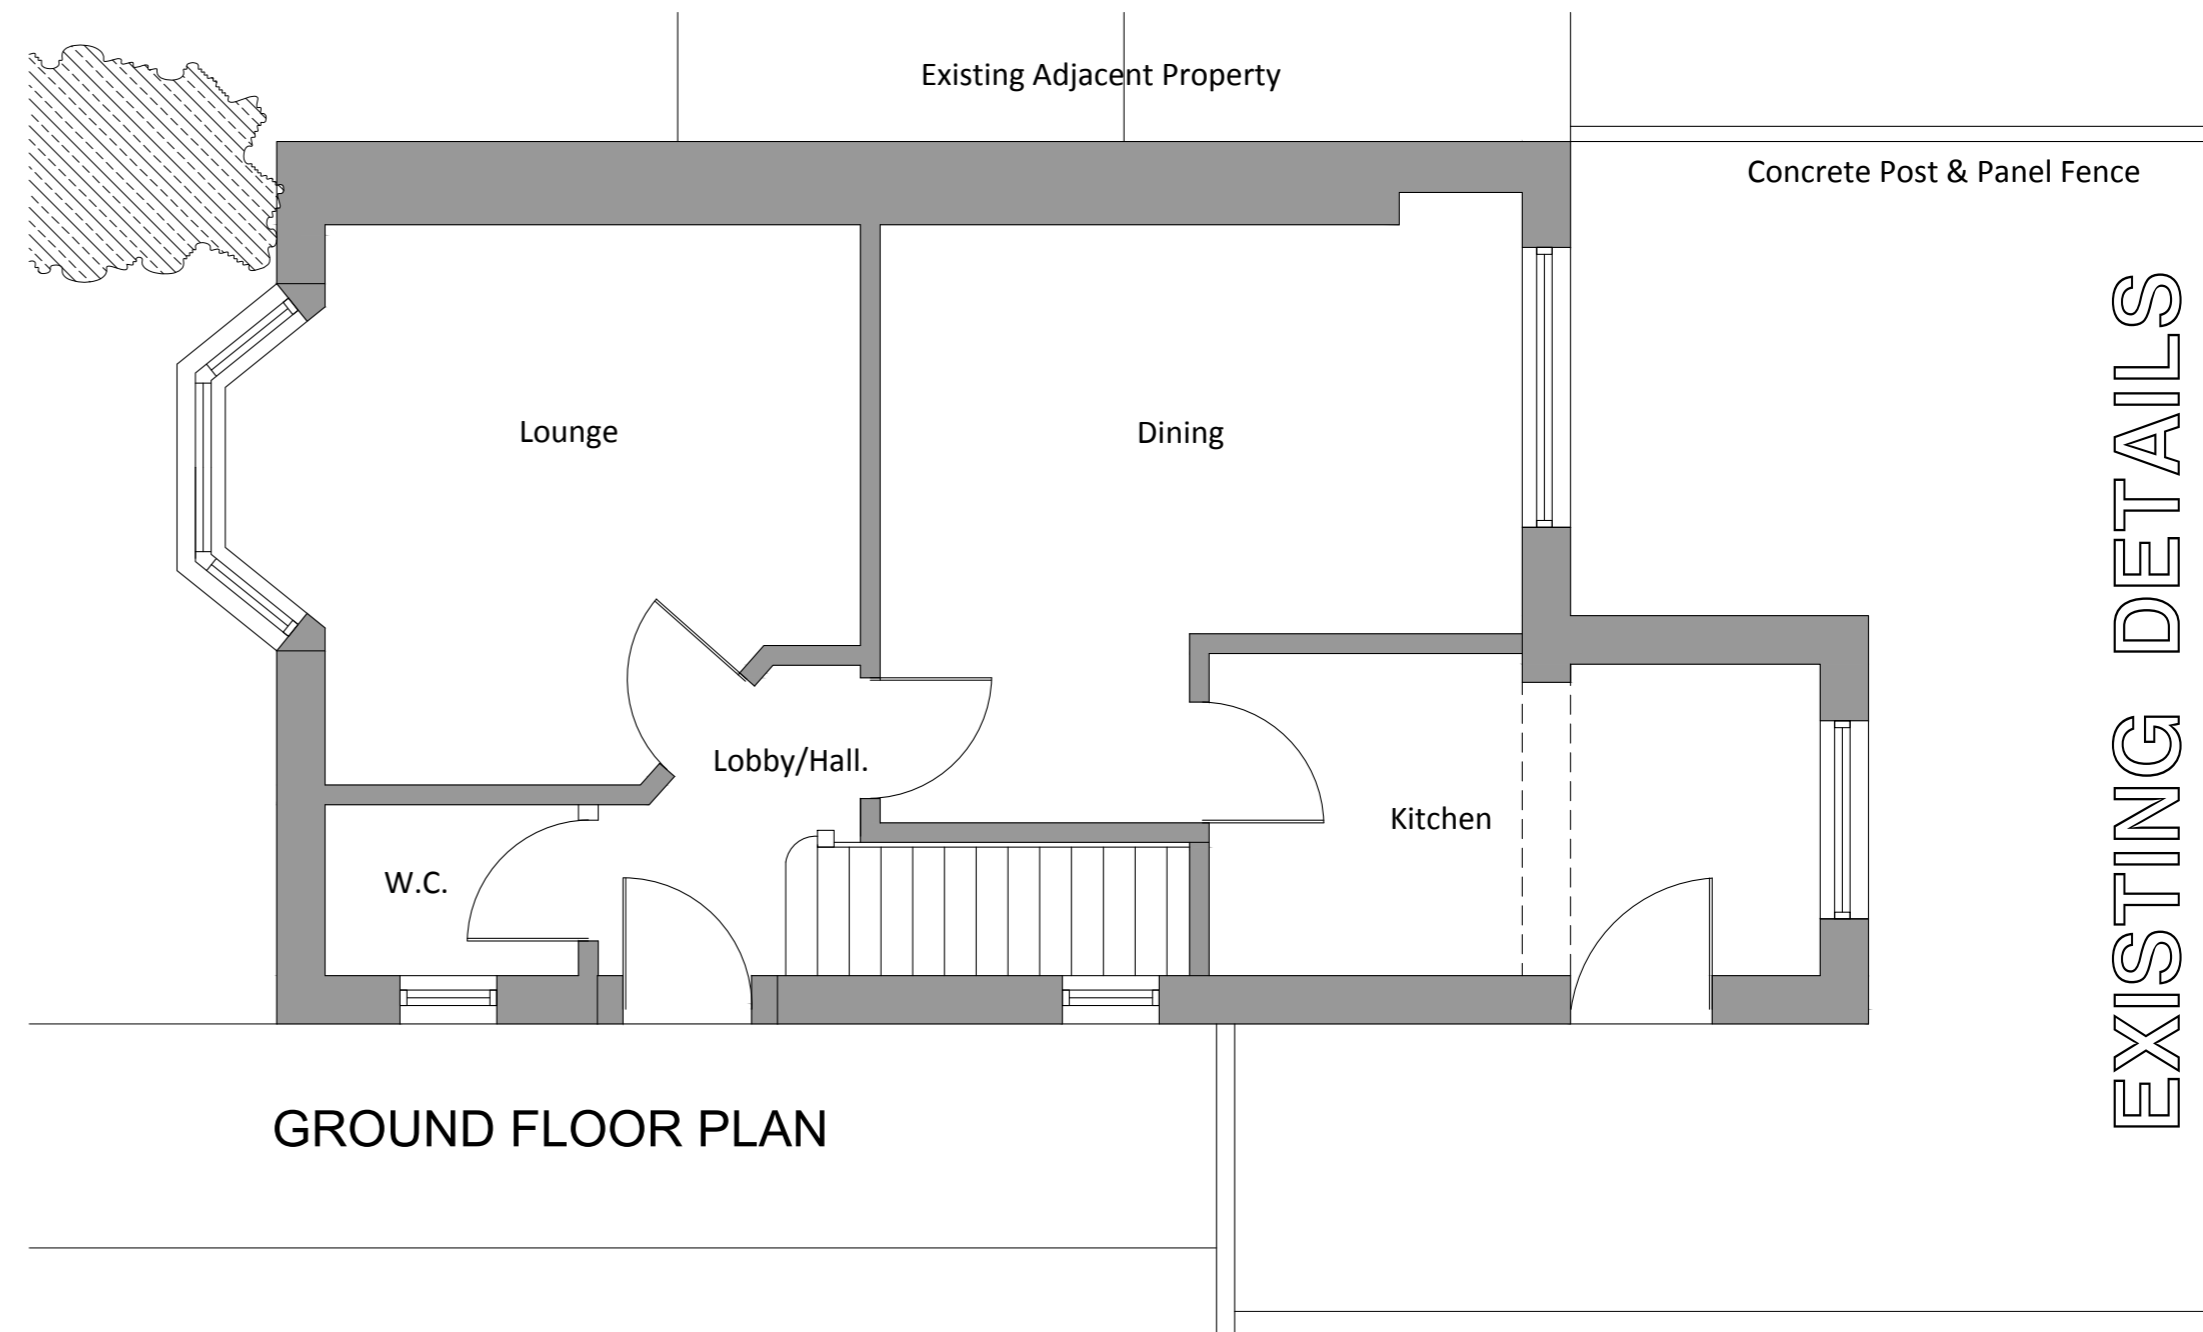 Existing Adjacent Property
Concrete Post & Panel Fence
Lounge
Dining
Lobby/Hall.
Kitchen
W.C.
GROUND FLOOR PLAN
EXISTING DETAILS